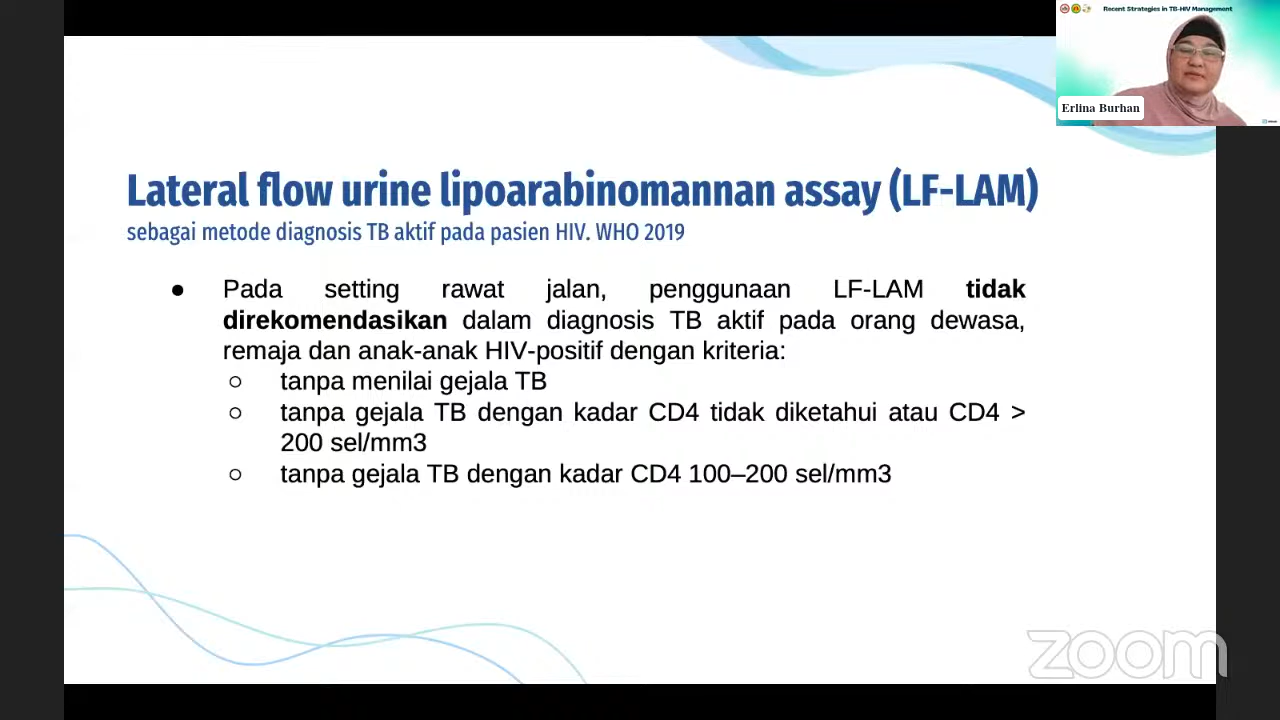 Recent Strategies in TB-HIV Management
Erlina Burhan
Lateral flow urine lipoarabinomannan assay (LF-LAM)
sebagai metode diagnosis TB aktif pada pasien HIV. WHO 2019
● Pada setting rawat jalan, penggunaan LF-LAM tidak
direkomendasikan dalam diagnosis TB aktif pada orang dewasa,
remaja dan anak-anak HIV-positif dengan kriteria:
○ tanpa menilai gejala TB
○ tanpa gejala TB dengan kadar CD4 tidak diketahui atau CD4 >
200 sel/mm3
○ tanpa gejala TB dengan kadar CD4 100–200 sel/mm3
zoom